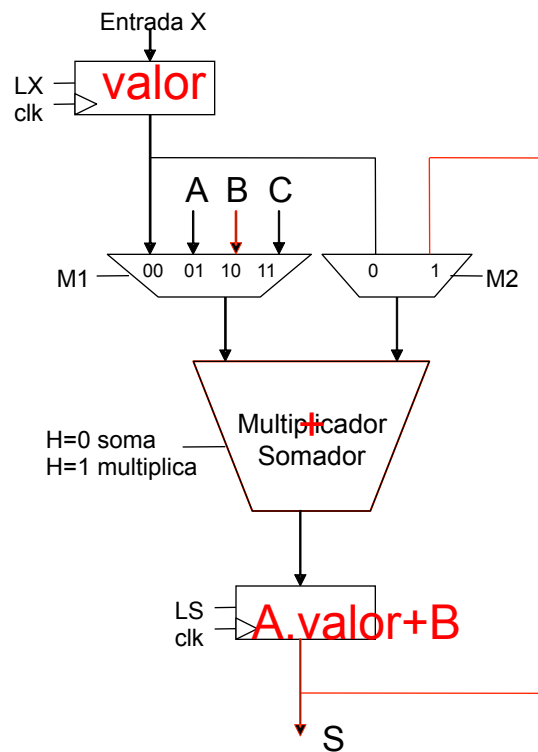 Entrada X
LX
clk
valor
A B C
M1
00 01 10 11
0 1
M2
H=0 soma
H=1 multiplica
Multiplicador
+
Somador
LS
clk
A.valor+B
S